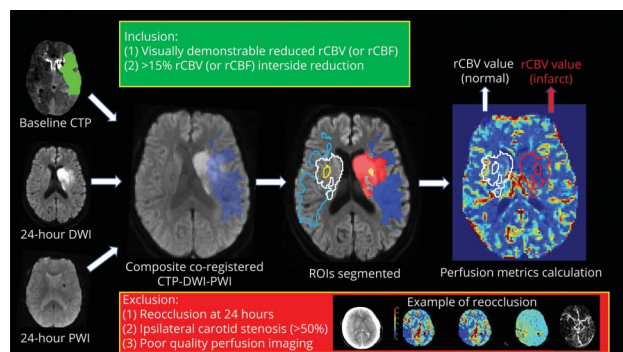 Inclusion:
(1) Visually demonstrable reduced rCBV (or rCBF)
(2) >15% rCBV (or rCBF) interside reduction
rCBV value
(normal)
rCBV value
(infarct)
Baseline CTP
24-hour DWI
24-hour PWI
Composite co-registered
CTP-DWI-PWI
ROIs segmented
Perfusion metrics calculation
Exclusion:
(1) Reocclusion at 24 hours
(2) Ipsilateral carotid stenosis (>50%)
(3) Poor quality perfusion imaging
Example of reocclusion